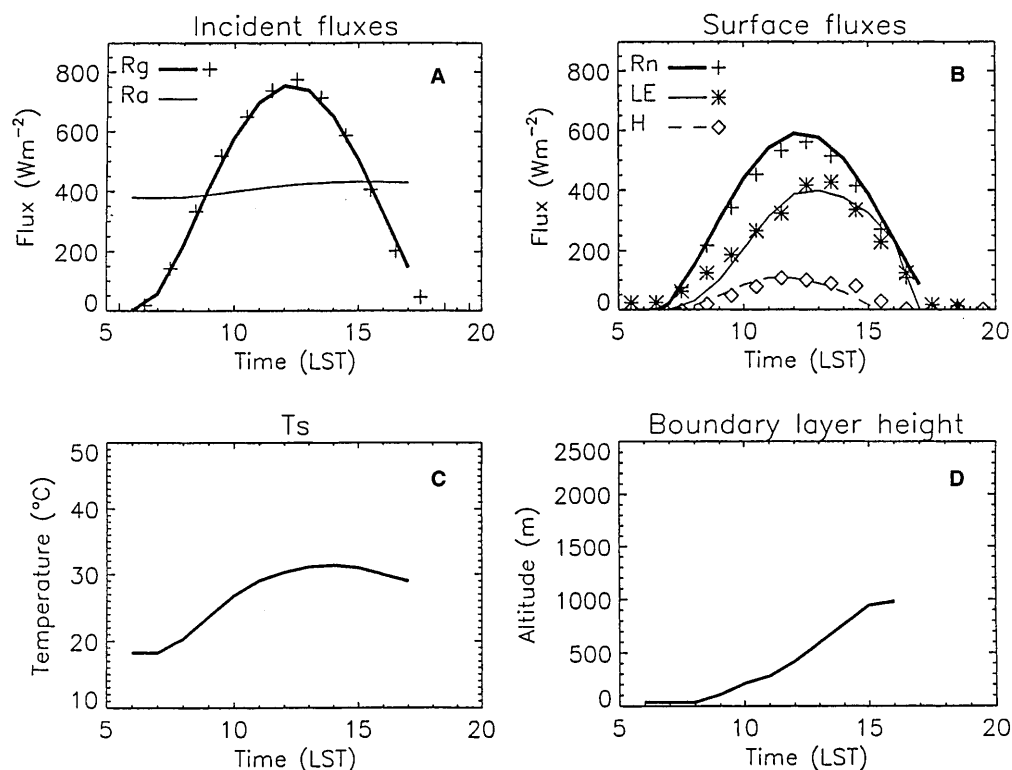 Incident fluxes
A
Rg
Ra
800
600
400
200
0
Flux (Wm−2)
5
10
15
20
Time (LST)
Surface fluxes
B
Rn
LE
H
800
600
400
200
0
Flux (Wm−2)
5
10
15
20
Time (LST)
Ts
C
50
40
30
20
10
Temperature (°C)
5
10
15
20
Time (LST)
Boundary layer height
D
2500
2000
1500
1000
500
0
Altitude (m)
5
10
15
20
Time (LST)